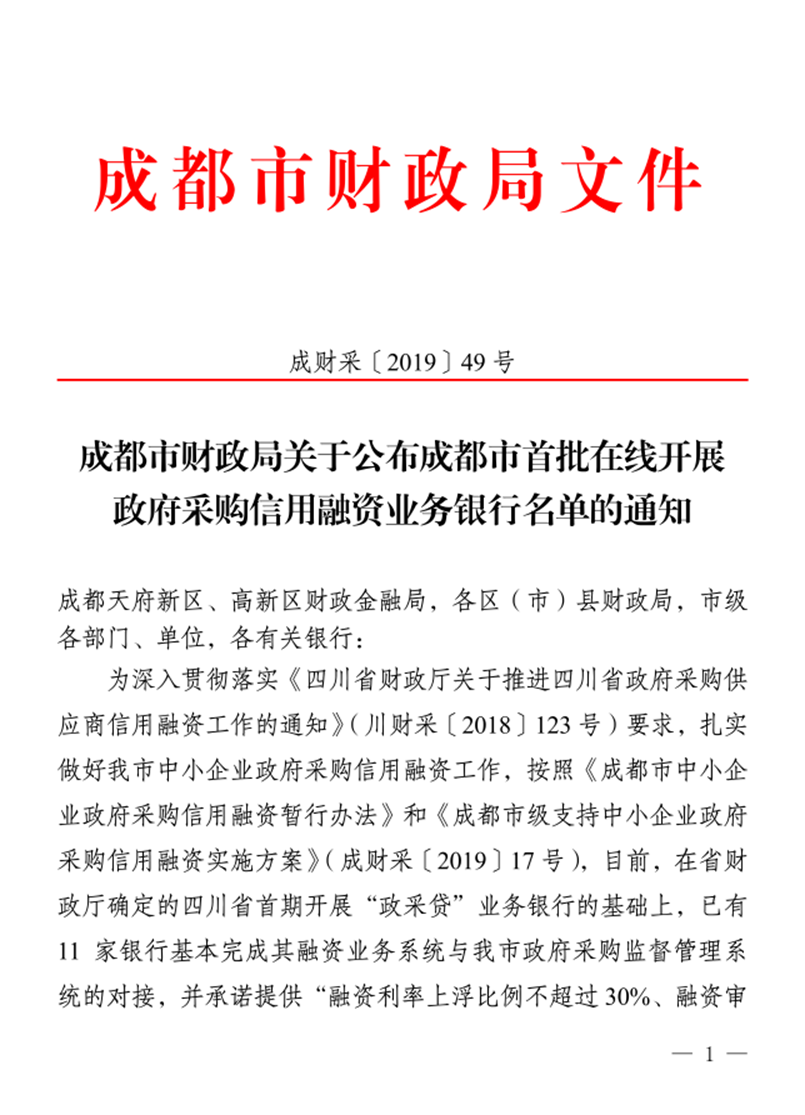 成都市财政局文件
成财采〔2019〕49 号
成都市财政局关于公布成都市首批在线开展
政府采购信用融资业务银行名单的通知
成都天府新区、高新区财政金融局，各区（市）县财政局，市级
各部门、单位，各有关银行：
为深入贯彻落实《四川省财政厅关于推进四川省政府采购供
应商信用融资工作的通知》（川财采〔2018〕123 号）要求，扎实
做好我市中小企业政府采购信用融资工作，按照《成都市中小企
业政府采购信用融资暂行办法》和《成都市级支持中小企业政府
采购信用融资实施方案》（成财采〔2019〕17 号），目前，在省财
政厅确定的四川省首期开展“政采贷”业务银行的基础上，已有
11 家银行基本完成其融资业务系统与我市政府采购监督管理系
统的对接，并承诺提供“融资利率上浮比例不超过 30%、融资审
— 1 —